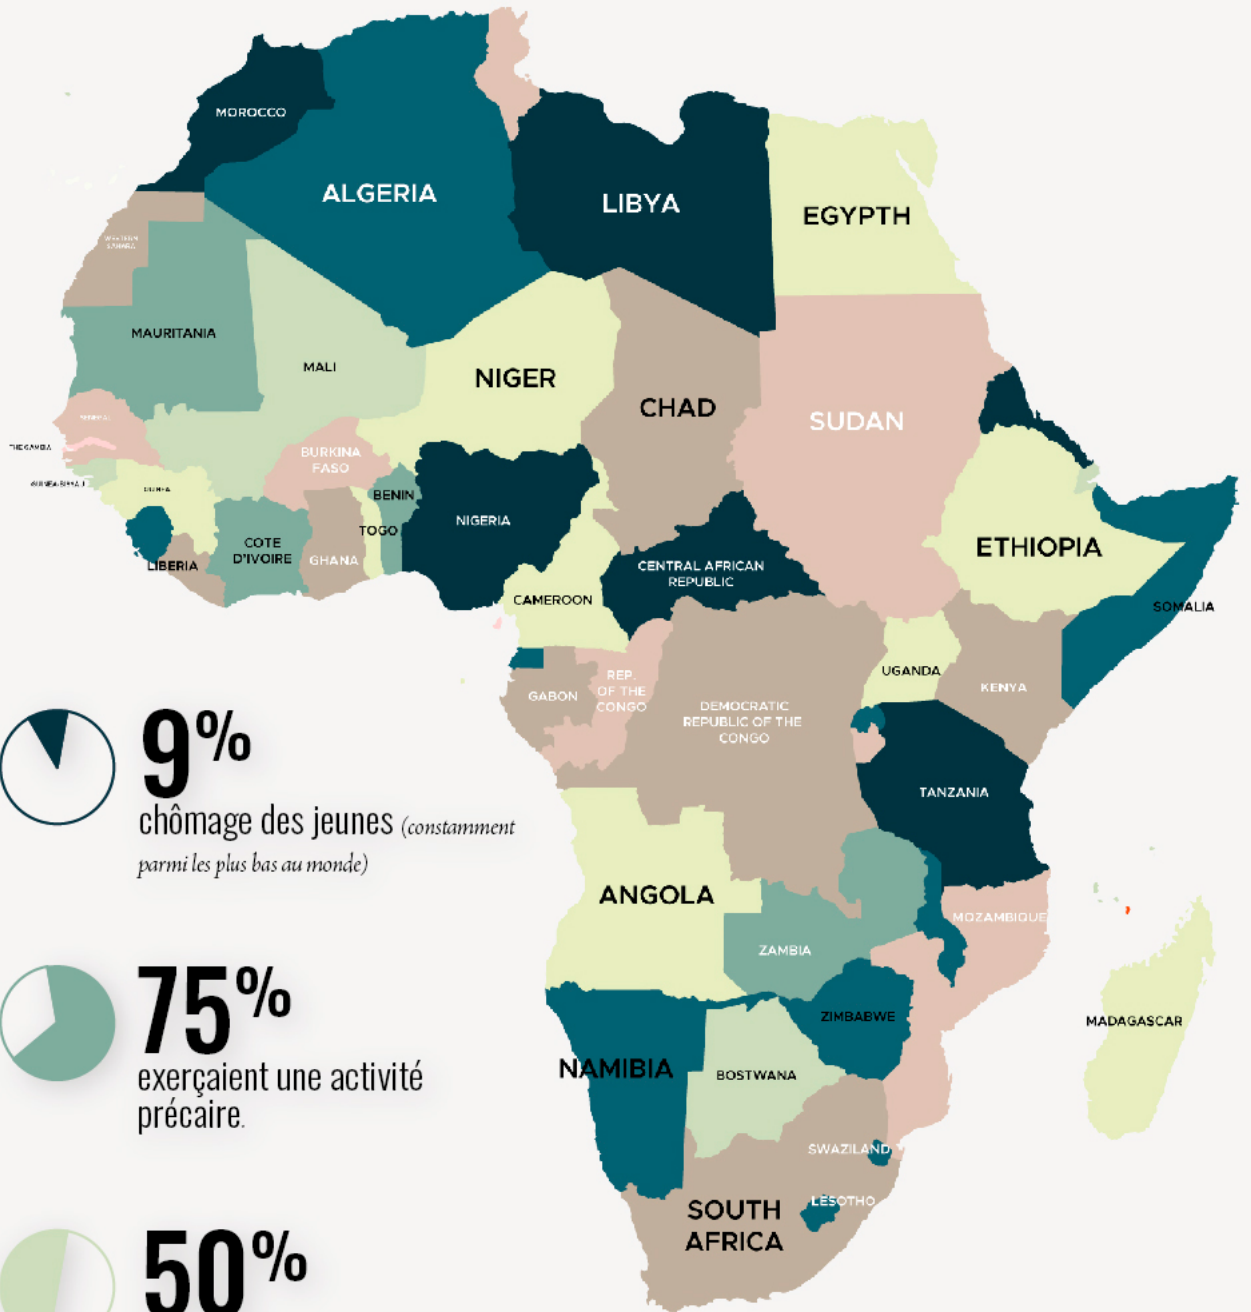 MOROCCO
ALGERIA
LIBYA
EGYPTH
MAURITANIA
MALI
NIGER
CHAD
SUDAN
THE GAMBIA
BURKINA
FASO
BENIN
NIGERIA
TOGO
COTE
D'IVOIRE
GHANA
LIBERIA
ETHIOPIA
CENTRAL AFRICAN
REPUBLIC
CAMEROON
SOMALIA
UGANDA
KENYA
GABON
REP.
OF THE
CONGO
DEMOCRATIC
REPUBLIC OF THE
CONGO
TANZANIA
9%
chômage des jeunes (constamment
parmi les plus bas au monde)
ANGOLA
ZAMBIA
MOZAMBIQUE
75%
exerçaient une activité
précaire.
ZIMBABWE
MADAGASCAR
NAMIBIA
BOSTWANA
SWAZILAND
LESOTHO
SOUTH
AFRICA
50%